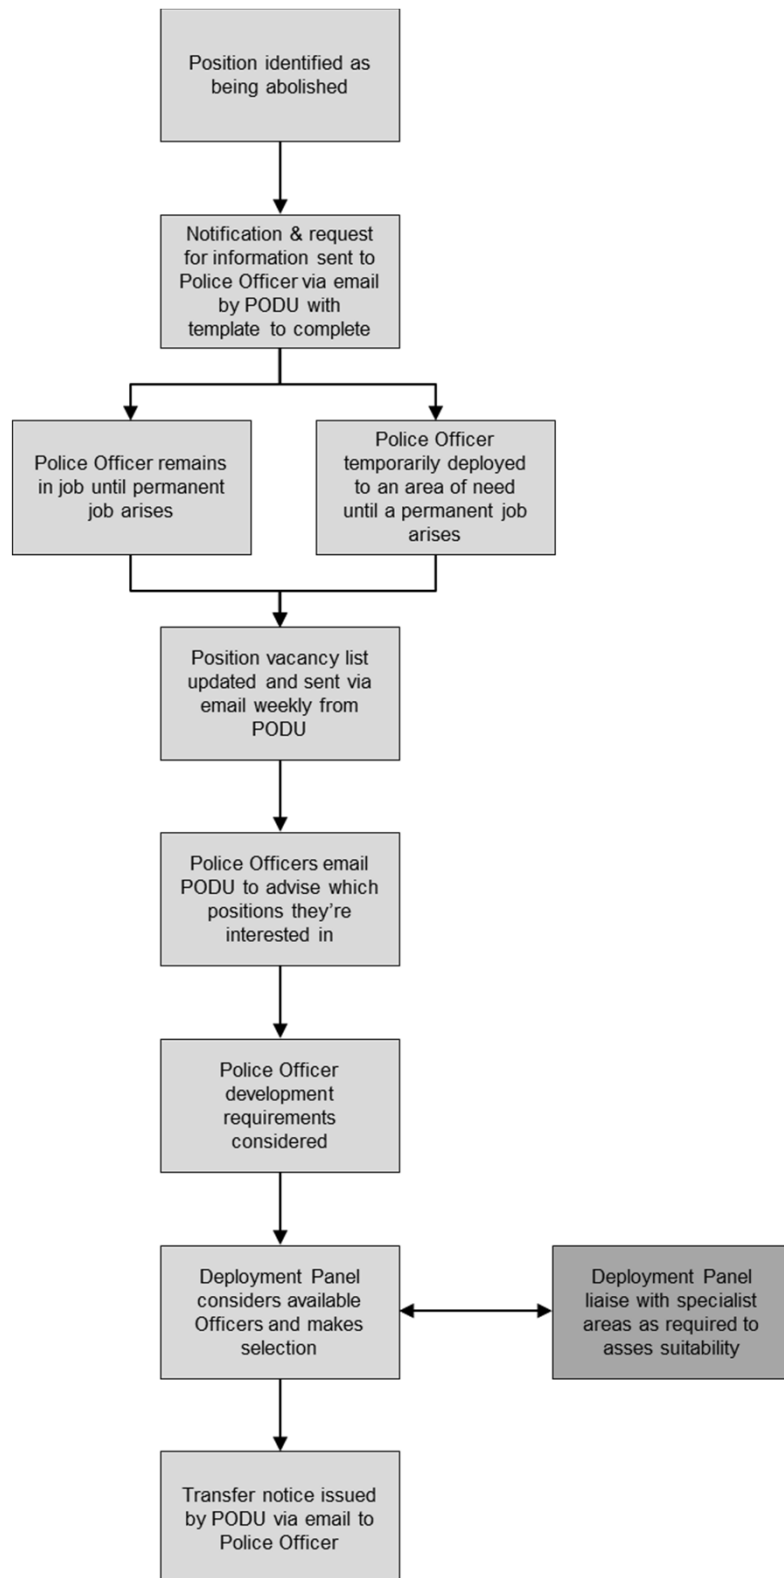 Position identified as
being abolished
Notification & request
for information sent to
Police Officer via email
by PODU with
template to complete
Police Officer remains
in job until permanent
job arises
Police Officer
temporarily deployed
to an area of need
until a permanent job
arises
Position vacancy list
updated and sent via
email weekly from
PODU
Police Officers email
PODU to advise which
positions they're
interested in
Police Officer
development
requirements
considered
Deployment Panel
considers available
Officers and makes
selection
Deployment Panel
liaise with specialist
areas as required to
asses suitability
Transfer notice issued
by PODU via email to
Police Officer